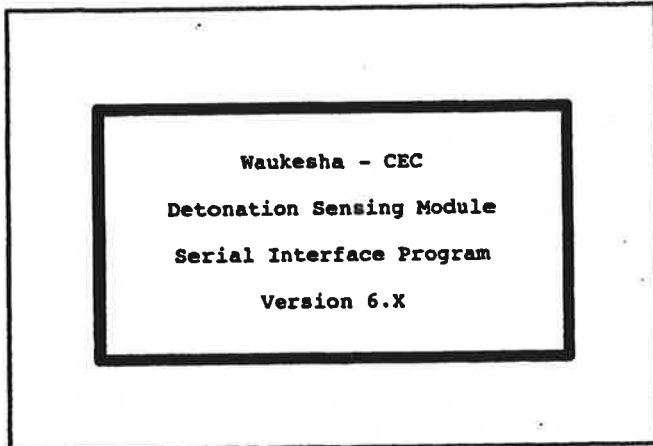 Waukesha - CEC
Detonation Sensing Module
Serial Interface Program
Version 6.X